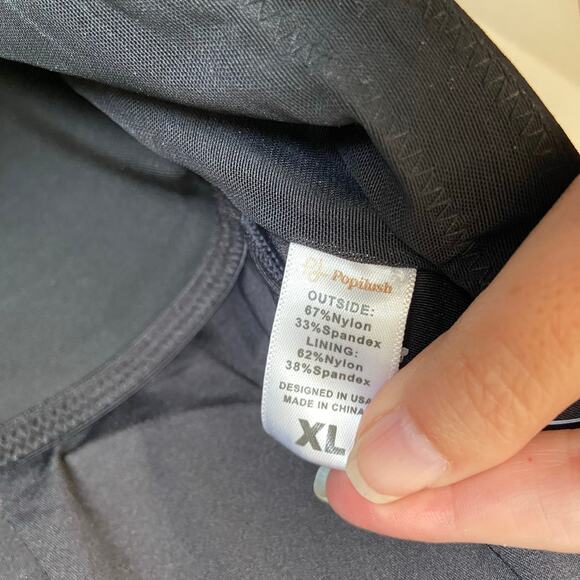 Popilush
OUTSIDE:
67%Nylon
33%Spandex
LINING:
62%Nylon
38%Spandex
DESIGNED IN USA
MADE IN CHINA
XL